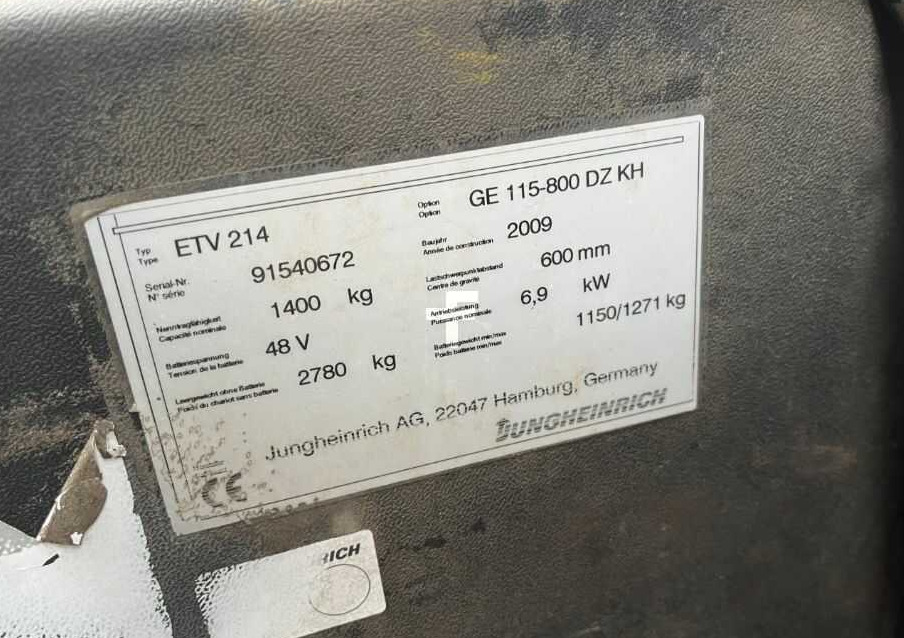 Typ
Type
ETV 214
Option
Option
GE 115-800 DZ KH
Serial-Nr.
N° série
91540672
Baujahr
Année de construction
2009
Nenntragfähigkeit
Capacité nominale
1400 kg
Lastschwerpunktabstand
Centre de gravité
600 mm
Batteriespannung
Tension de la batterie
48 V
Antriebsleistung
Puissance nominale
6,9 kW
Leergewicht ohne Batterie
Poids du chariot sans batterie
2780 kg
Batteriegewicht min/max
Poids batterie min/max
1150/1271 kg
Jungheinrich AG, 22047 Hamburg, Germany
JUNGHEINRICH
CE
RICH